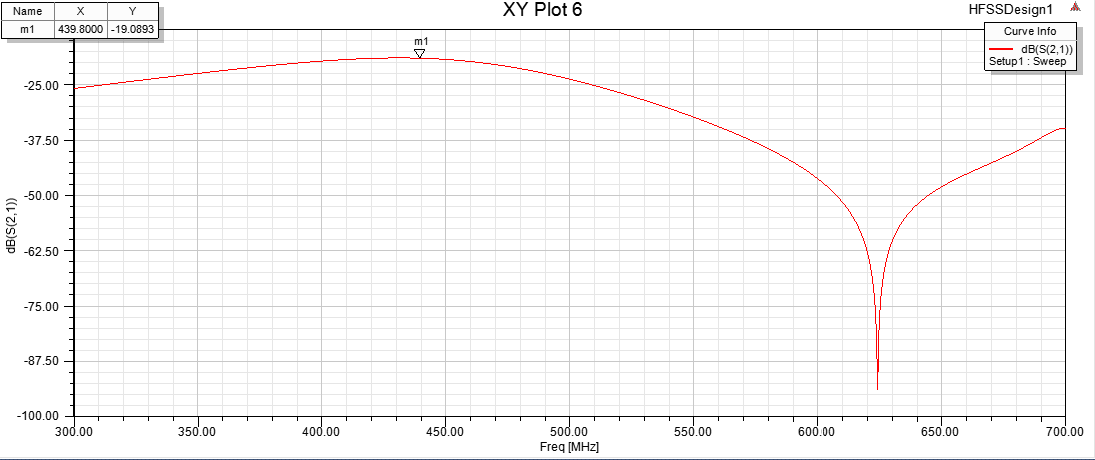 XY Plot 6
HFSSDesign1
Name X Y
m1 439.8000 -19.0893
Curve Info
dB(S(2,1))
Setup1 : Sweep
m1
dB(S(2,1))
-25.00
-37.50
-50.00
-62.50
-75.00
-87.50
-100.00
300.00 350.00 400.00 450.00 500.00 550.00 600.00 650.00 700.00
Freq [MHz]